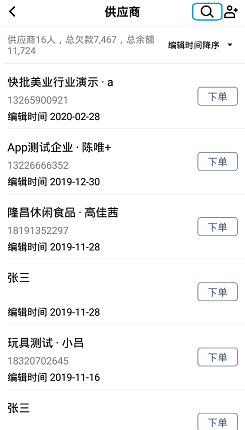 供应商
供应商16人，总欠款7,467，总余额
11,724
编辑时间降序
快批美业行业演示 · a
13265900921
下单
编辑时间 2020-02-28
App测试企业 · 陈唯+
13226666352
下单
编辑时间 2019-12-30
隆昌休闲食品 · 高佳茜
18191352297
下单
编辑时间 2019-11-28
张三
下单
编辑时间 2019-11-28
玩具测试 · 小吕
18320702645
下单
编辑时间 2019-11-16
张三
下单